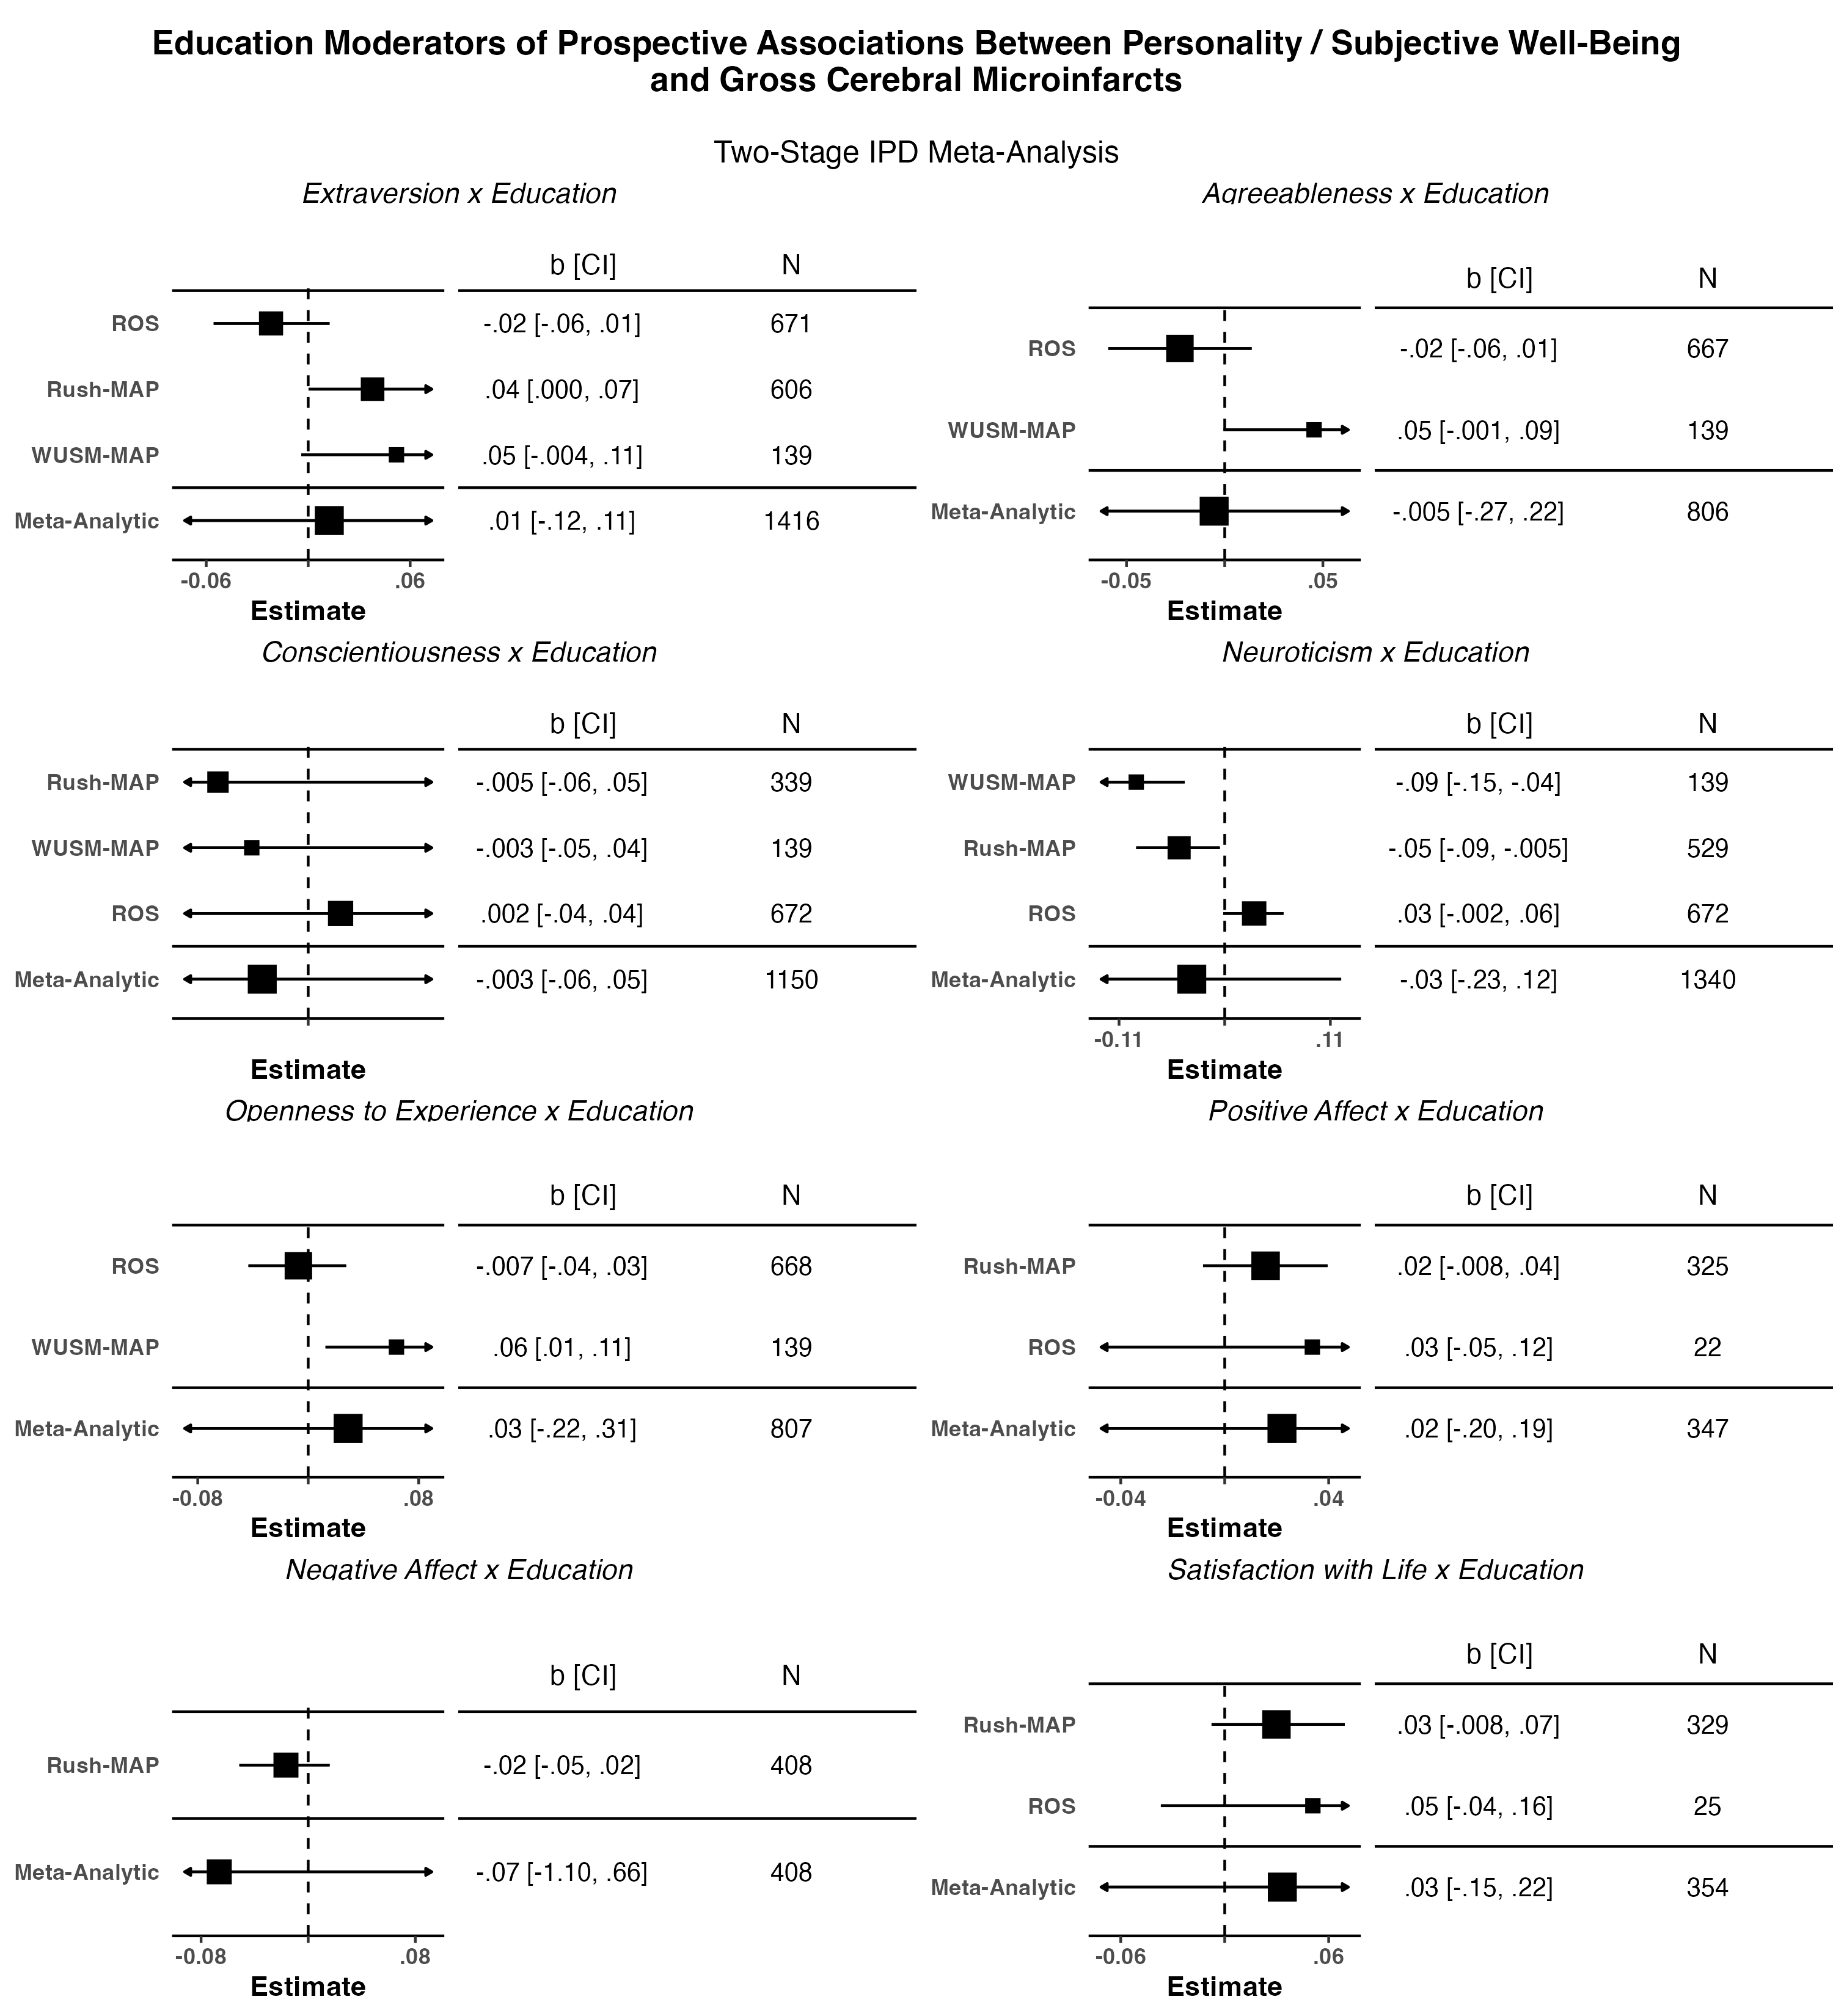 Education Moderators of Prospective Associations Between Personality / Subjective Well-Being
and Gross Cerebral Microinfarcts
Two-Stage IPD Meta-Analysis
Extraversion x Education
b [CI] N
ROS -.02 [-.06, .01] 671
Rush-MAP .04 [.000, .07] 606
WUSM-MAP .05 [-.004, .11] 139
Meta-Analytic .01 [-.12, .11] 1416
-0.06 .06
Estimate
Agreeableness x Education
b [CI] N
ROS -.02 [-.06, .01] 667
WUSM-MAP .05 [-.001, .09] 139
Meta-Analytic -.005 [-.27, .22] 806
-0.05 .05
Estimate
Conscientiousness x Education
b [CI] N
Rush-MAP -.005 [-.06, .05] 339
WUSM-MAP -.003 [-.05, .04] 139
ROS .002 [-.04, .04] 672
Meta-Analytic -.003 [-.06, .05] 1150
Estimate
Neuroticism x Education
b [CI] N
WUSM-MAP -.09 [-.15, -.04] 139
Rush-MAP -.05 [-.09, -.005] 529
ROS .03 [-.002, .06] 672
Meta-Analytic -.03 [-.23, .12] 1340
-0.11 .11
Estimate
Openness to Experience x Education
b [CI] N
ROS -.007 [-.04, .03] 668
WUSM-MAP .06 [.01, .11] 139
Meta-Analytic .03 [-.22, .31] 807
-0.08 .08
Estimate
Positive Affect x Education
b [CI] N
Rush-MAP .02 [-.008, .04] 325
ROS .03 [-.05, .12] 22
Meta-Analytic .02 [-.20, .19] 347
-0.04 .04
Estimate
Negative Affect x Education
b [CI] N
Rush-MAP -.02 [-.05, .02] 408
Meta-Analytic -.07 [-1.10, .66] 408
-0.08 .08
Estimate
Satisfaction with Life x Education
b [CI] N
Rush-MAP .03 [-.008, .07] 329
ROS .05 [-.04, .16] 25
Meta-Analytic .03 [-.15, .22] 354
-0.06 .06
Estimate